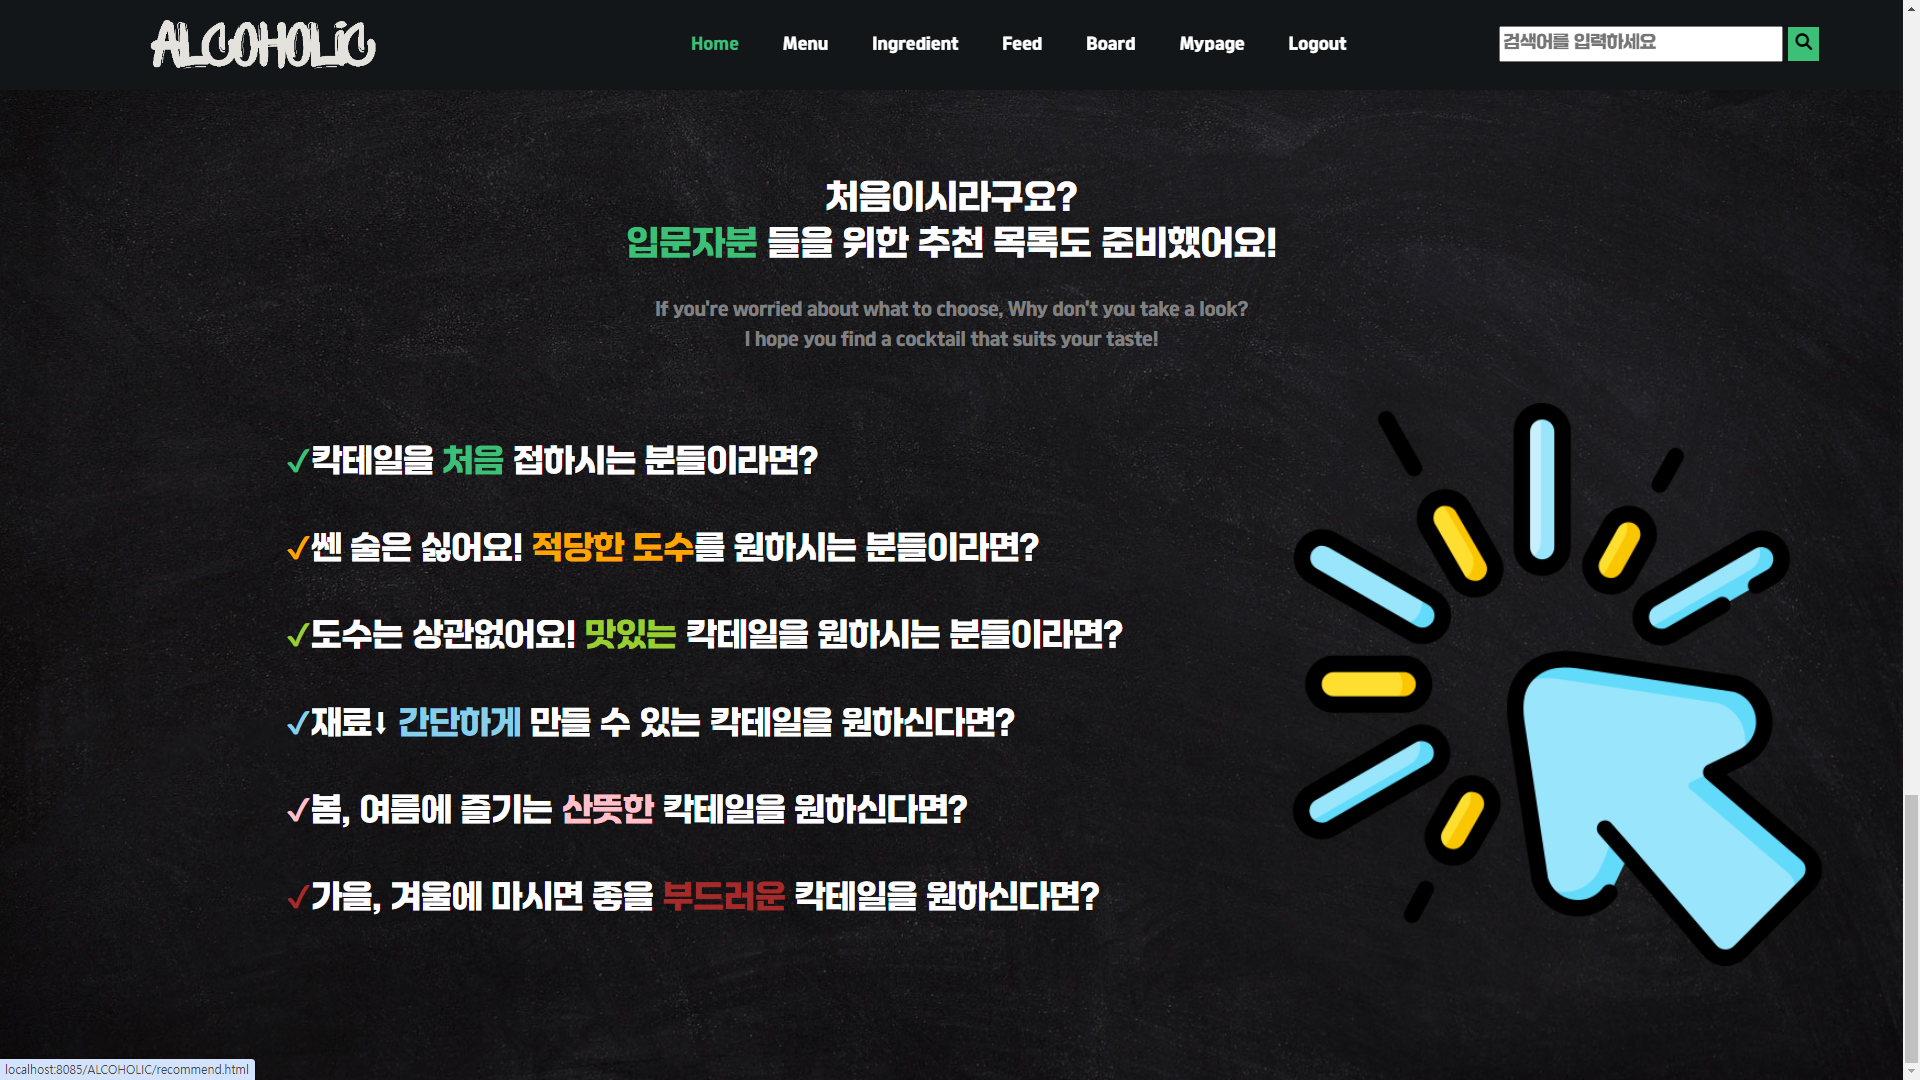 ALCOHOLiC
Home Menu Ingredient Feed Board Mypage Logout
검색어를 입력하세요
처음이시라구요?
입문자분 들을 위한 추천 목록도 준비했어요!
If you're worried about what to choose, Why don't you take a look?
I hope you find a cocktail that suits your taste!
✓칵테일을 처음 접하시는 분들이라면?
✓쎈 술은 싫어요! 적당한 도수를 원하시는 분들이라면?
✓도수는 상관없어요! 맛있는 칵테일을 원하시는 분들이라면?
✓재료↓ 간단하게 만들 수 있는 칵테일을 원하신다면?
✓봄, 여름에 즐기는 산뜻한 칵테일을 원하신다면?
✓가을, 겨울에 마시면 좋을 부드러운 칵테일을 원하신다면?
localhost:8085/ALCOHOLIC/recommend.html